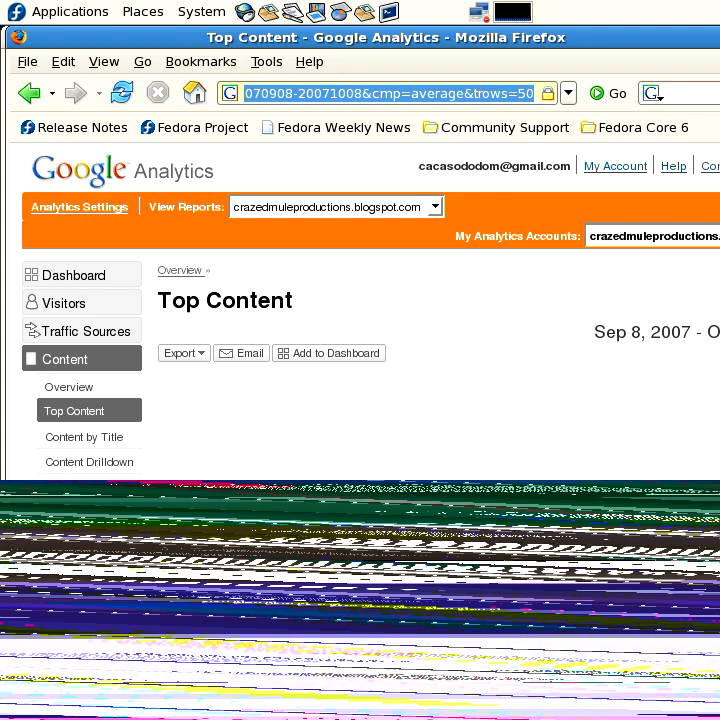 Applications Places System
Top Content - Google Analytics - Mozilla Firefox
File Edit View Go Bookmarks Tools Help
G 070908-20071008&cmp=average&trows=50 Go G
Release Notes Fedora Project Fedora Weekly News Community Support Fedora Core 6
Google Analytics
cacasododom@gmail.com My Account Help
Analytics Settings View Reports: crazedmuleproductions.blogspot.com
My Analytics Accounts: crazedmuleproductions.
Dashboard
Visitors
Traffic Sources
Content
Overview
Top Content
Content by Title
Content Drilldown
Overview »
Top Content
Sep 8, 2007 - O
Export Email Add to Dashboard